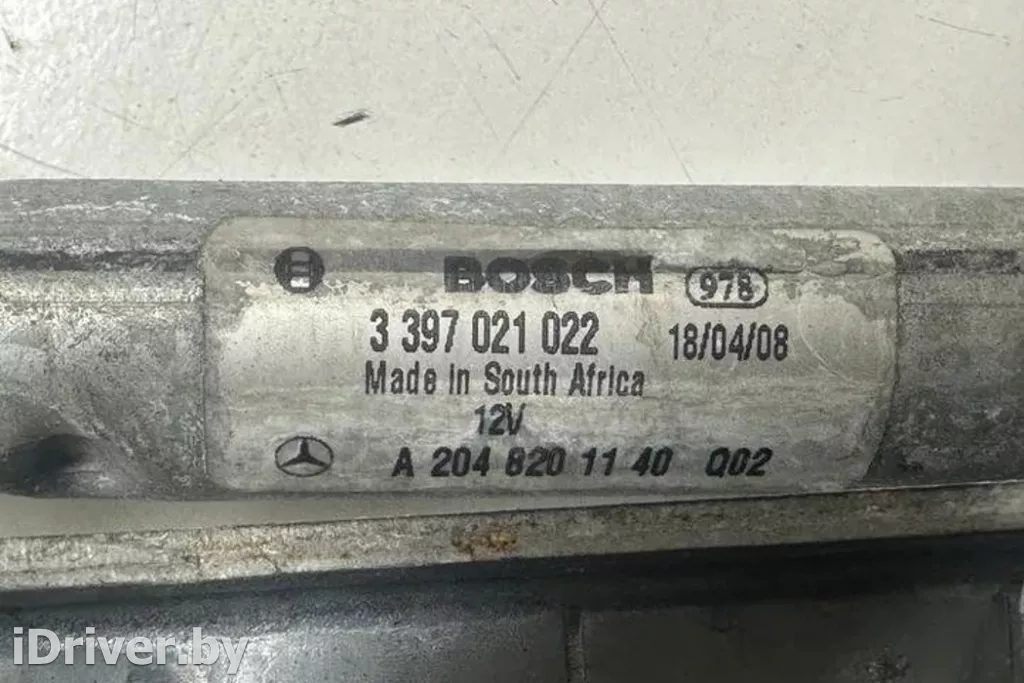 BOSCH 978
3 397 021 022 18/04/08
Made in South Africa
12V
A 204 820 11 40 Q02
iDriver.by